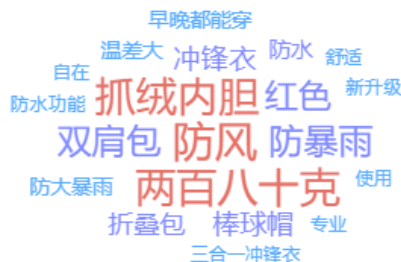 早晚都能穿
温差大 冲锋衣 防水 舒适
自在 抓绒内胆 红色 新升级
防水功能
双肩包 防风 防暴雨
防大暴雨 两百八十克 使用
折叠包 棒球帽 专业
三合一冲锋衣